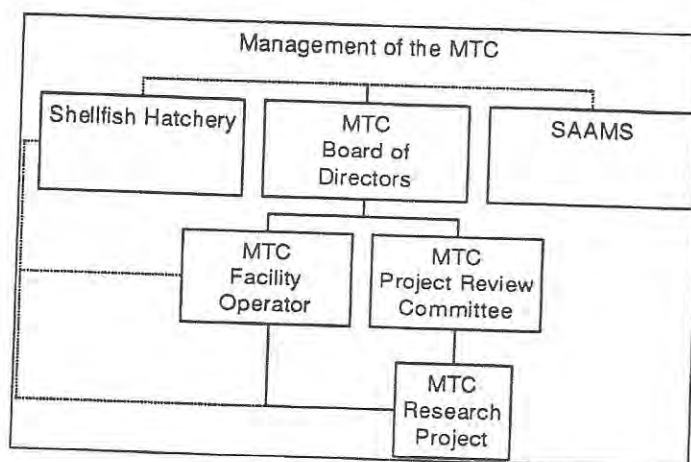 Management of the MTC
Shellfish Hatchery
MTC
Board of
Directors
SAAMS
MTC
Facility
Operator
MTC
Project Review
Committee
MTC
Research
Project